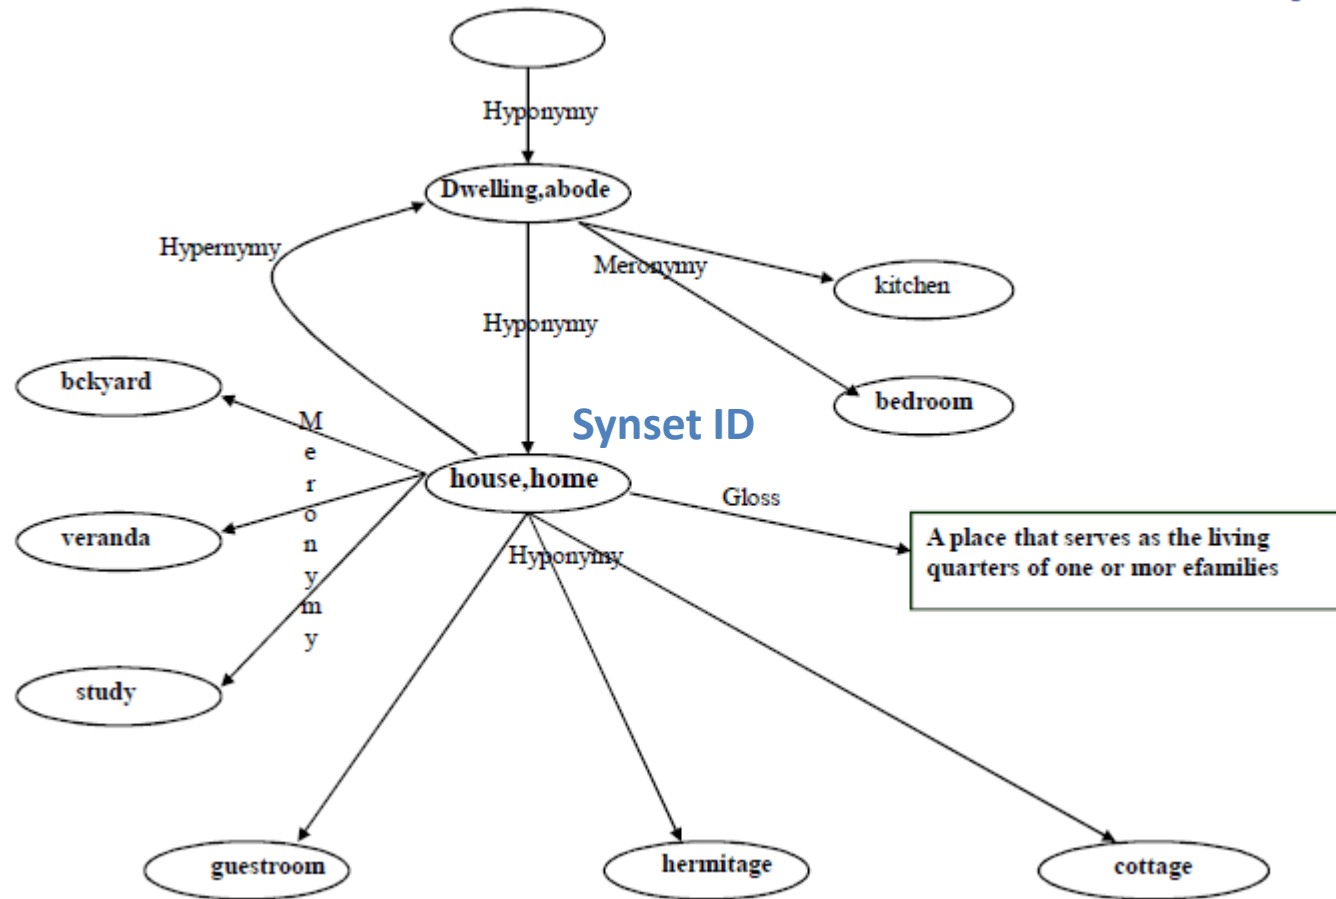 Hyponymy
Dwelling,abode
Hypernymy
Meronymy
kitchen
Hyponymy
bckyard
bedroom
Synset ID
Meronymy
house,home
Gloss
veranda
Hyponymy
A place that serves as the living
quarters of one or mor efamilies
study
guestroom
hermitage
cottage